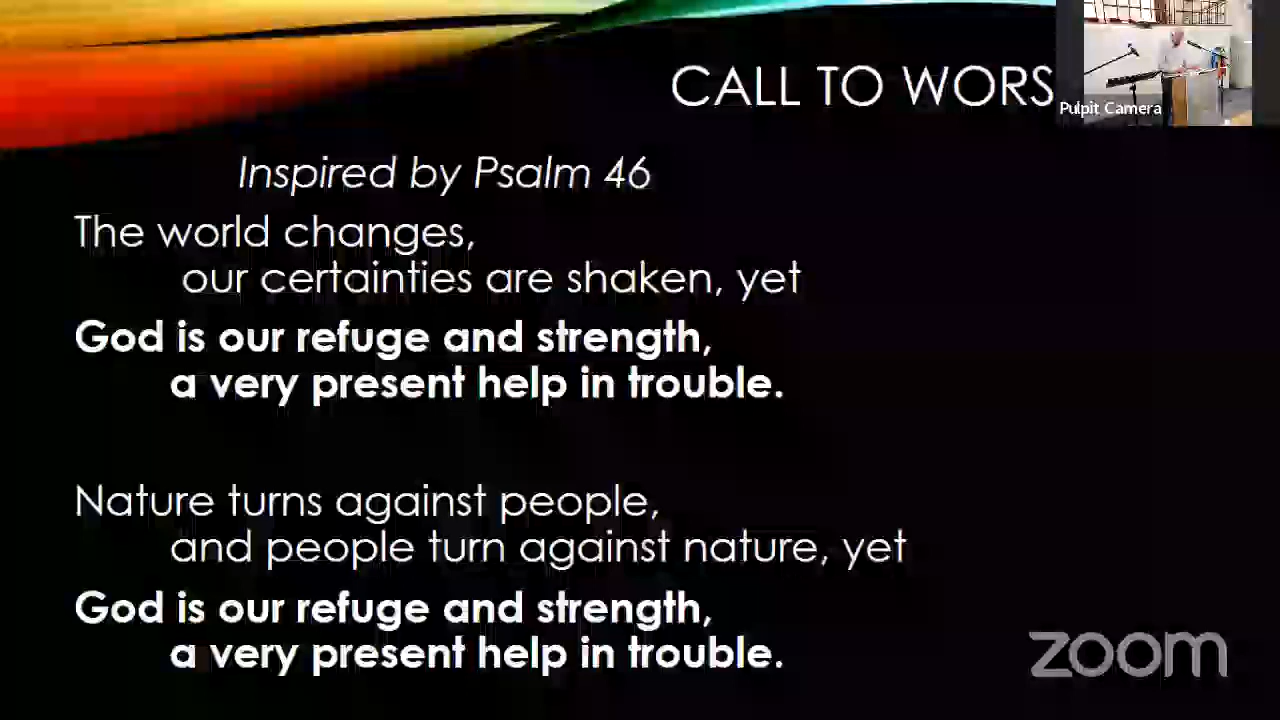 CALL TO WORS
Pulpit Camera
Inspired by Psalm 46
The world changes,
our certainties are shaken, yet
God is our refuge and strength,
a very present help in trouble.
Nature turns against people,
and people turn against nature, yet
God is our refuge and strength,
a very present help in trouble.
zoom